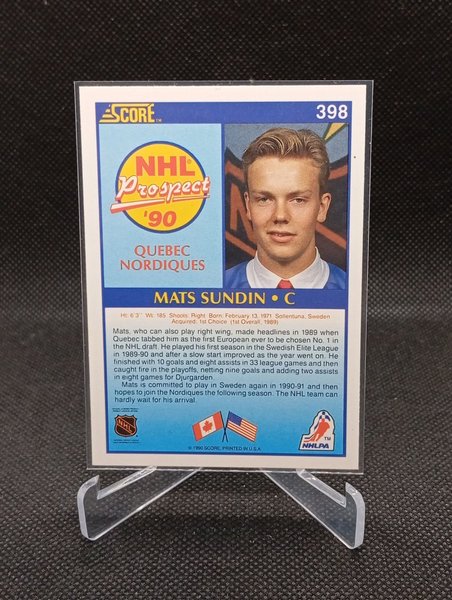 SCORE™
398
NHL®
Prospect
'90
QUEBEC
NORDIQUES
MATS SUNDIN • C
Ht: 6'3" Wt: 185 Shoots: Right Born: February 13, 1971 Sollentuna, Sweden
Acquired: 1st Choice (1st Overall, 1989)
Mats, who can also play right wing, made headlines in 1989 when
Quebec tabbed him as the first European ever to be chosen No. 1 in
the NHL draft. He played his first season in the Swedish Elite League
in 1989-90 and after a slow start improved as the year went on. He
finished with 10 goals and eight assists in 33 league games and then
caught fire in the playoffs, netting nine goals and adding two assists
in eight games for Djurgarden.
Mats is committed to play in Sweden again in 1990-91 and then
hopes to join the Nordiques the following season. The NHL team can
hardly wait for his arrival.
NHL
TM
NHLPA
© 1990 SCORE, PRINTED IN U.S.A.